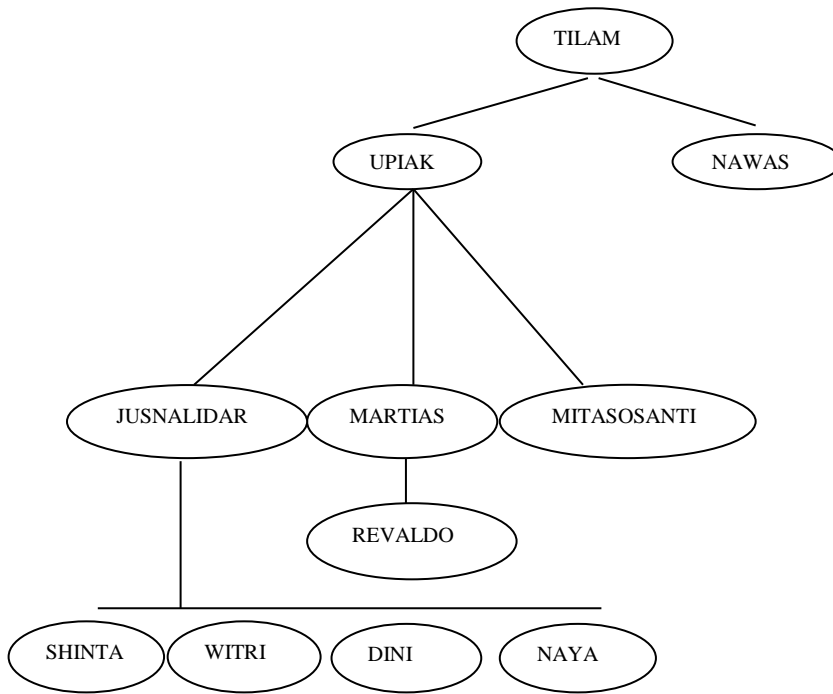 TILAM
UPIAK
NAWAS
JUSNALIDAR
MARTIAS
MITASOSANTI
REVALDO
SHINTA
WITRI
DINI
NAYA